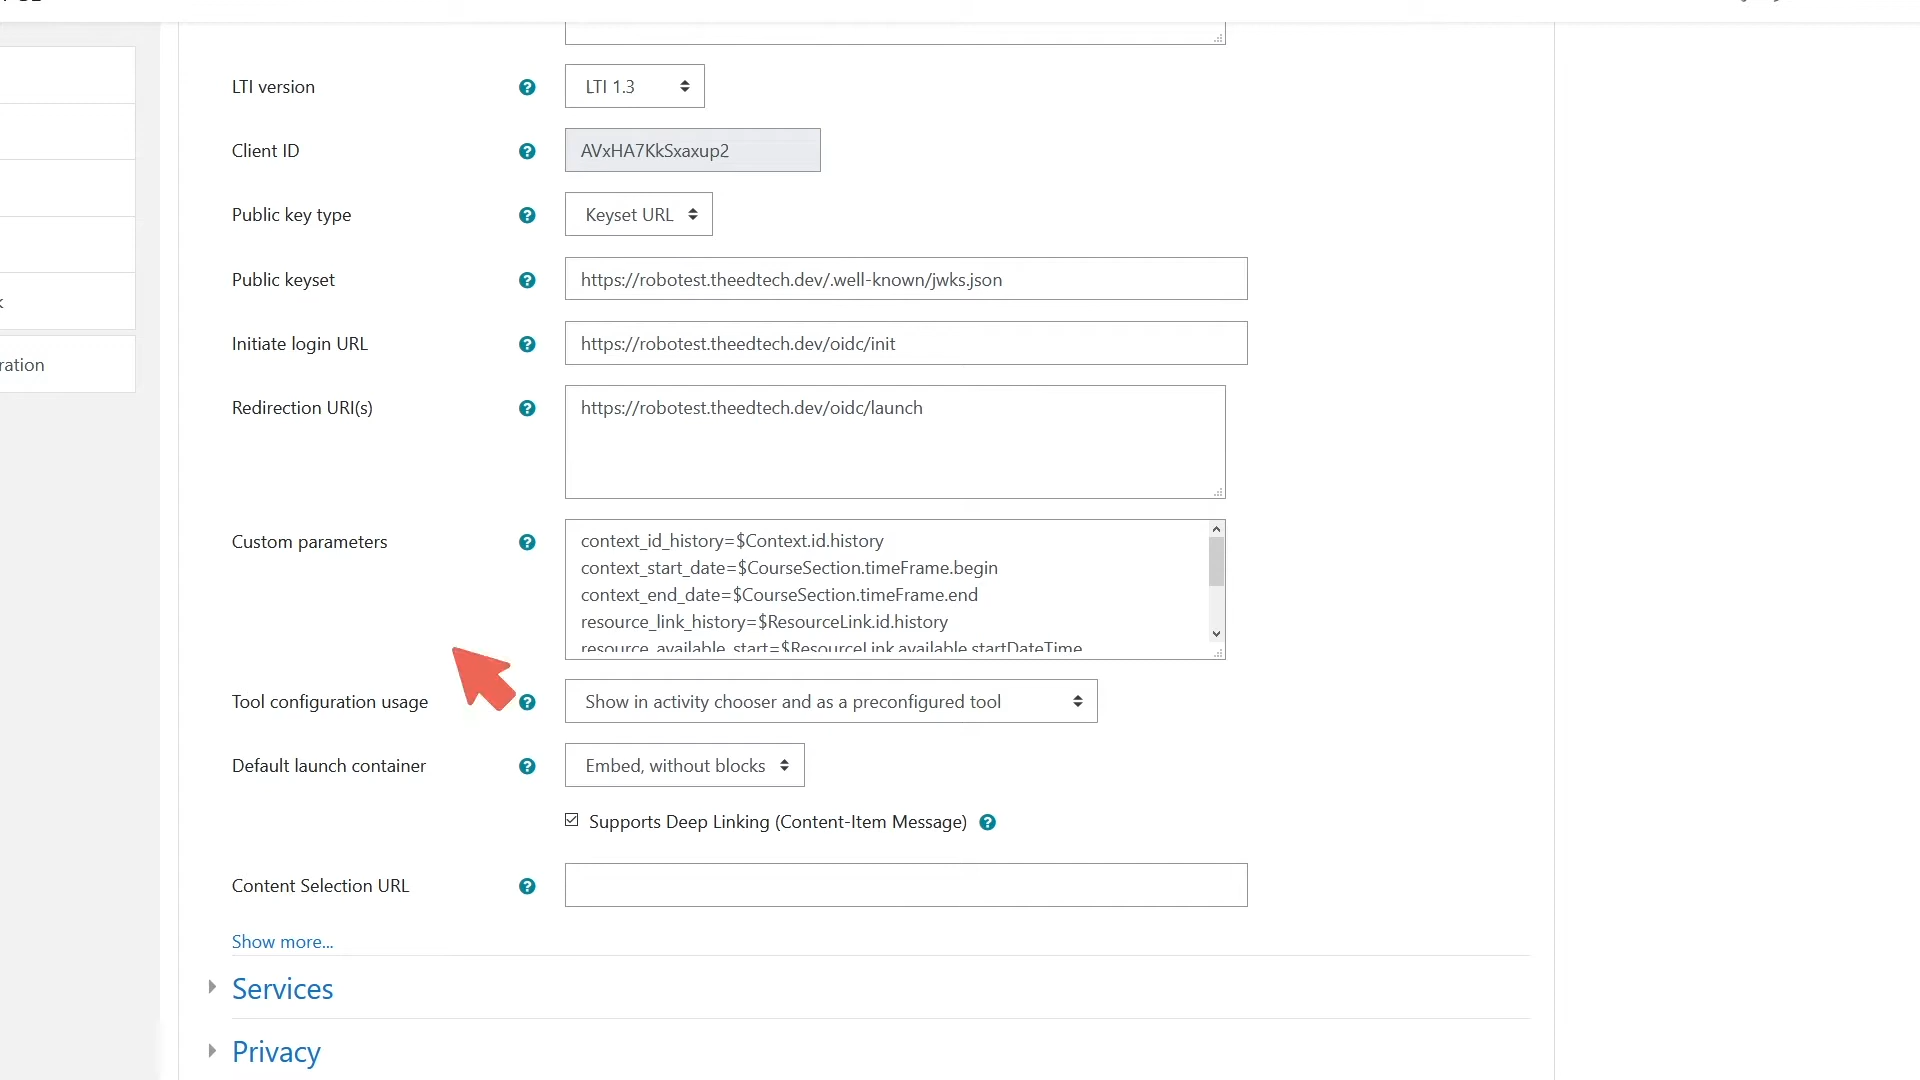 LTI version
LTI 1.3
Client ID
AVxHA7KkSxaxup2
Public key type
Keyset URL
Public keyset
https://robotest.theedtech.dev/.well-known/jwks.json
Initiate login URL
https://robotest.theedtech.dev/oidc/init
ration
Redirection URI(s)
https://robotest.theedtech.dev/oidc/launch
Custom parameters
context_id_history=$Context.id.history
context_start_date=$CourseSection.timeFrame.begin
context_end_date=$CourseSection.timeFrame.end
resource_link_history=$ResourceLink.id.history
resource_available_start=$ResourceLink.available.startDateTime
Tool configuration usage
Show in activity chooser and as a preconfigured tool
Default launch container
Embed, without blocks
Supports Deep Linking (Content-Item Message)
Content Selection URL
Show more...
Services
Privacy